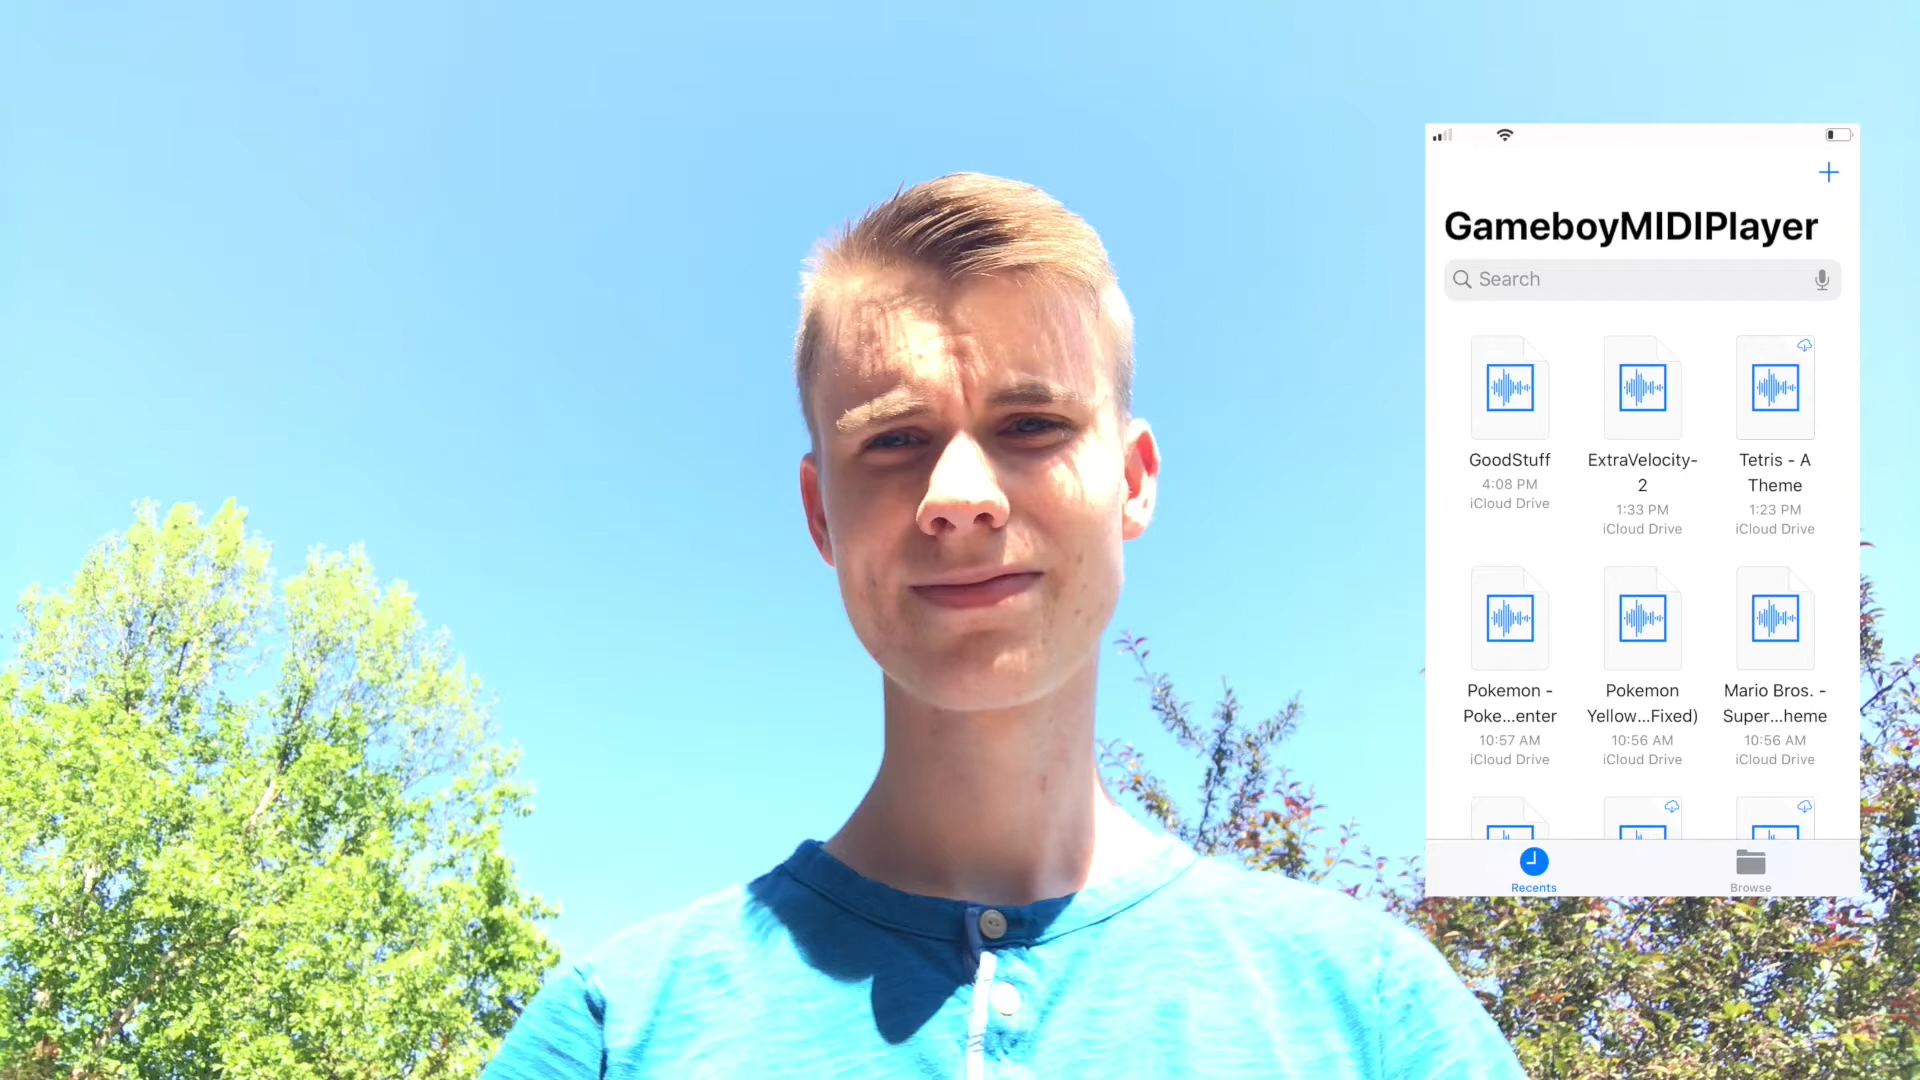 GameboyMIDIPlayer
Search
GoodStuff
4:08 PM
iCloud Drive
ExtraVelocity-
2
1:33 PM
iCloud Drive
Tetris - A
Theme
1:23 PM
iCloud Drive
Pokemon -
Poke...enter
10:57 AM
iCloud Drive
Pokemon
Yellow...Fixed)
10:56 AM
iCloud Drive
Mario Bros. -
Super...heme
10:56 AM
iCloud Drive
Recents
Browse